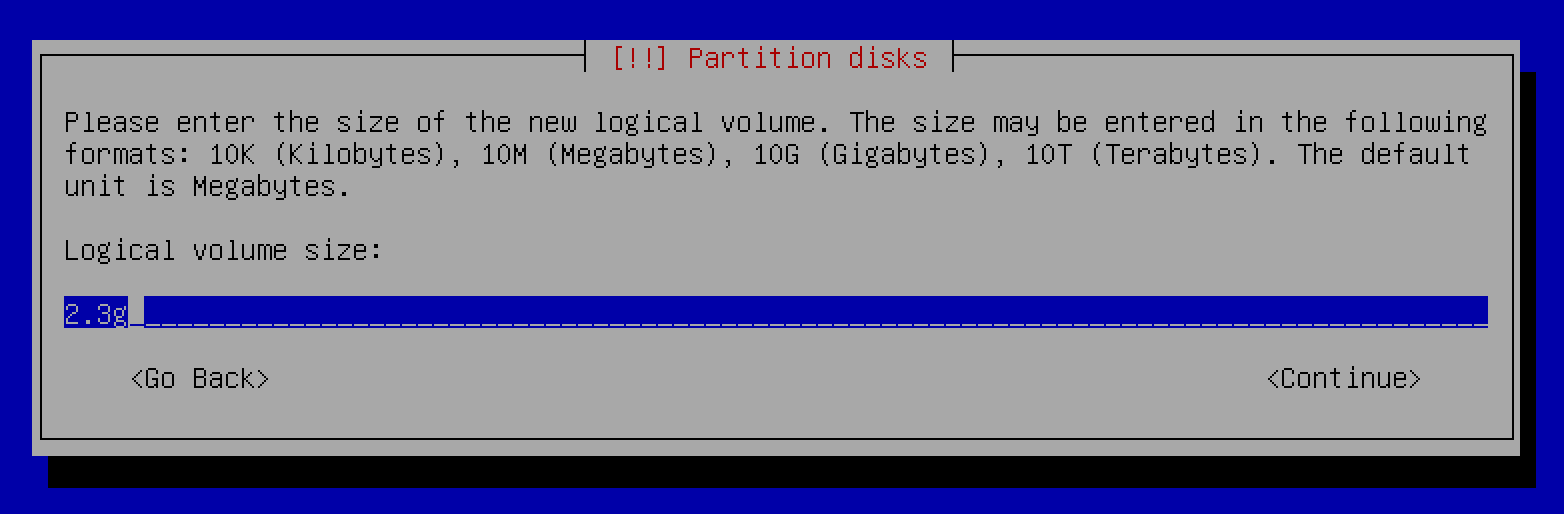 [!!] Partition disks
Please enter the size of the new logical volume. The size may be entered in the following
formats: 10K (Kilobytes), 10M (Megabytes), 10G (Gigabytes), 10T (Terabytes). The default
unit is Megabytes.
Logical volume size:
2.3g
<Go Back> <Continue>